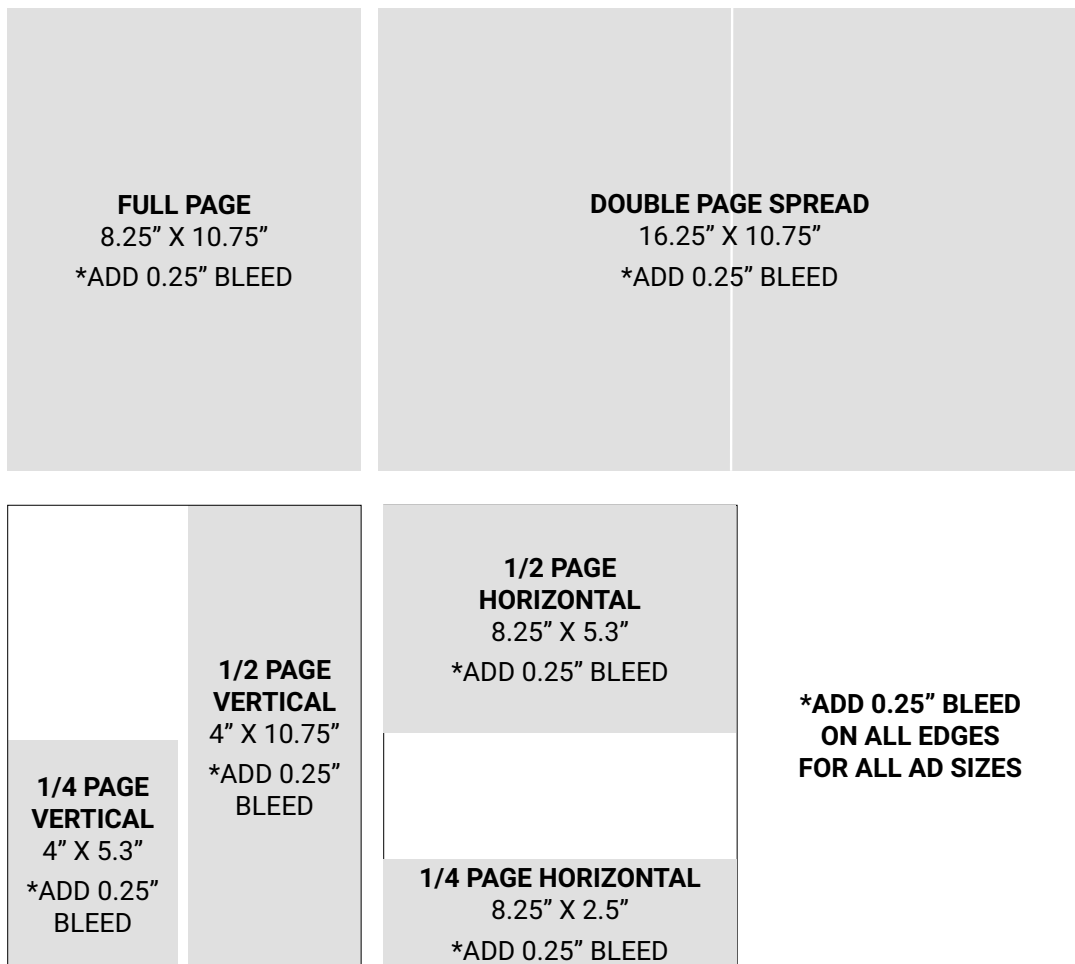 FULL PAGE
8.25” X 10.75”
*ADD 0.25” BLEED
DOUBLE PAGE SPREAD
16.25” X 10.75”
*ADD 0.25” BLEED
1/4 PAGE
VERTICAL
4” X 5.3”
*ADD 0.25”
BLEED
1/2 PAGE
VERTICAL
4” X 10.75”
*ADD 0.25”
BLEED
1/2 PAGE
HORIZONTAL
8.25” X 5.3”
*ADD 0.25” BLEED
1/4 PAGE HORIZONTAL
8.25” X 2.5”
*ADD 0.25” BLEED
*ADD 0.25” BLEED
ON ALL EDGES
FOR ALL AD SIZES